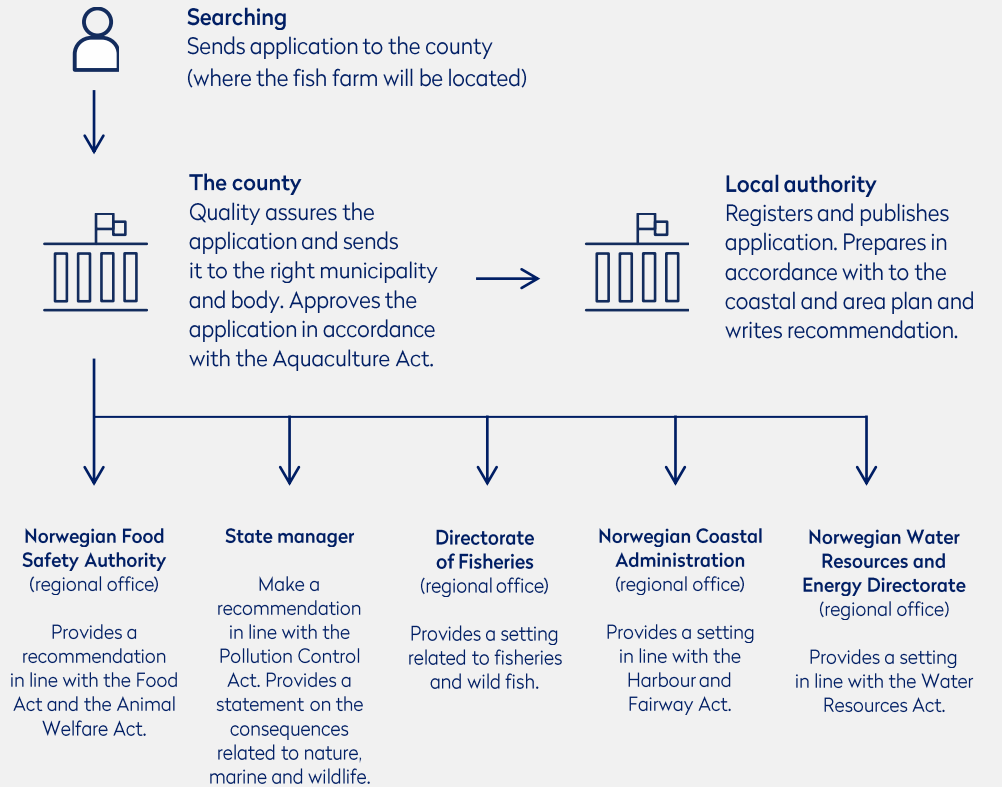 Searching
Sends application to the county
(where the fish farm will be located)
The county
Quality assures the
application and sends
it to the right municipality
and body. Approves the
application in accordance
with the Aquaculture Act.
Local authority
Registers and publishes
application. Prepares in
accordance with to the
coastal and area plan and
writes recommendation.
Norwegian Food
Safety Authority
(regional office)
Provides a
recommendation
in line with the Food
Act and the Animal
Welfare Act.
State manager
Make a
recommendation
in line with the
Pollution Control
Act. Provides a
statement on the
consequences
related to nature,
marine and wildlife.
Directorate
of Fisheries
(regional office)
Provides a setting
related to fisheries
and wild fish.
Norwegian Coastal
Administration
(regional office)
Provides a setting
in line with the
Harbour and
Fairway Act.
Norwegian Water
Resources and
Energy Directorate
(regional office)
Provides a setting
in line with the Water
Resources Act.